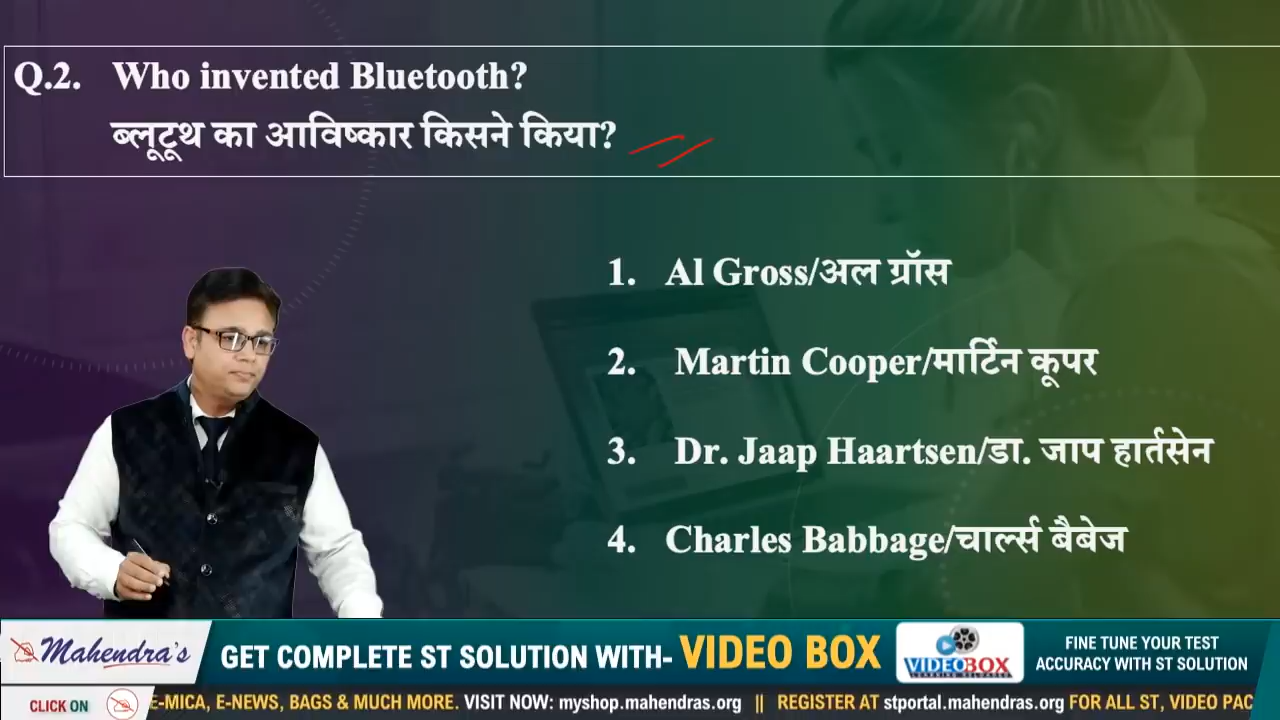 Q.2. Who invented Bluetooth?
ब्लूटूथ का आविष्कार किसने किया?
1. Al Gross/अल ग्रॉस
2. Martin Cooper/मार्टिन कूपर
3. Dr. Jaap Haartsen/डा. जाप हार्तसेन
4. Charles Babbage/चार्ल्स बैबेज
Mahendra's
GET COMPLETE ST SOLUTION WITH- VIDEO BOX
VIDEOBOX
LEARNING RELOADED
FINE TUNE YOUR TEST
ACCURACY WITH ST SOLUTION
CLICK ON
E-MICA, E-NEWS, BAGS & MUCH MORE. VISIT NOW: myshop.mahendras.org || REGISTER AT stportal.mahendras.org FOR ALL ST, VIDEO PAC